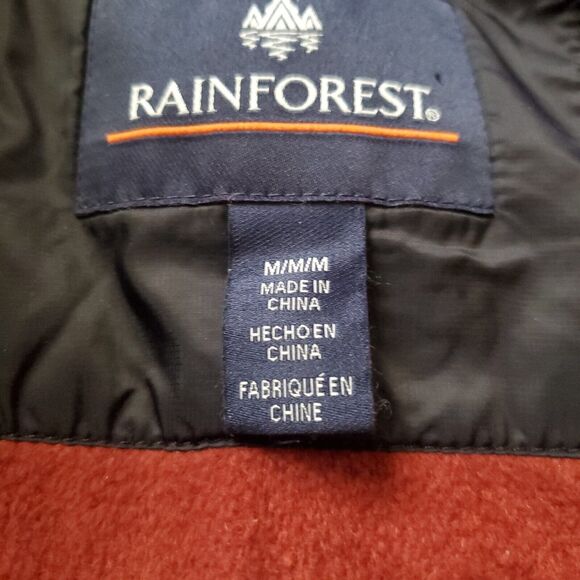 RAINFOREST®
M/M/M
MADE IN
CHINA
HECHO EN
CHINA
FABRIQUÉ EN
CHINE